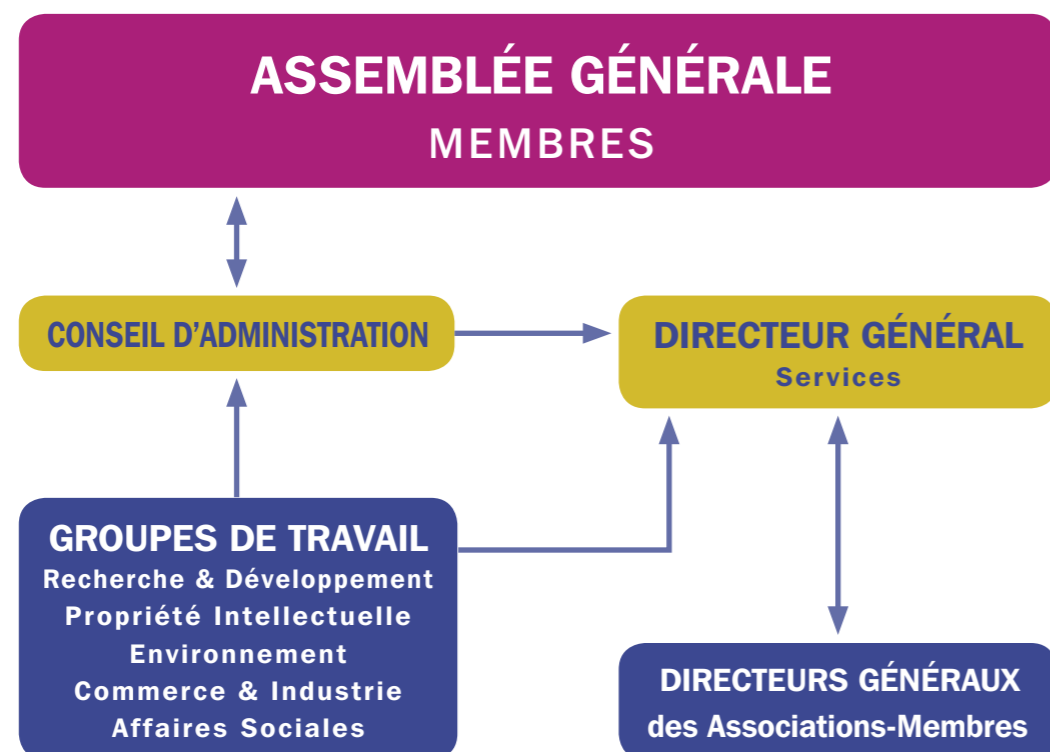 ASSEMBLÉE GÉNÉRALE
MEMBRES
CONSEIL D'ADMINISTRATION
DIRECTEUR GÉNÉRAL
Services
GROUPES DE TRAVAIL
Recherche & Développement
Propriété Intellectuelle
Environnement
Commerce & Industrie
Affaires Sociales
DIRECTEURS GÉNÉRAUX
des Associations-Membres